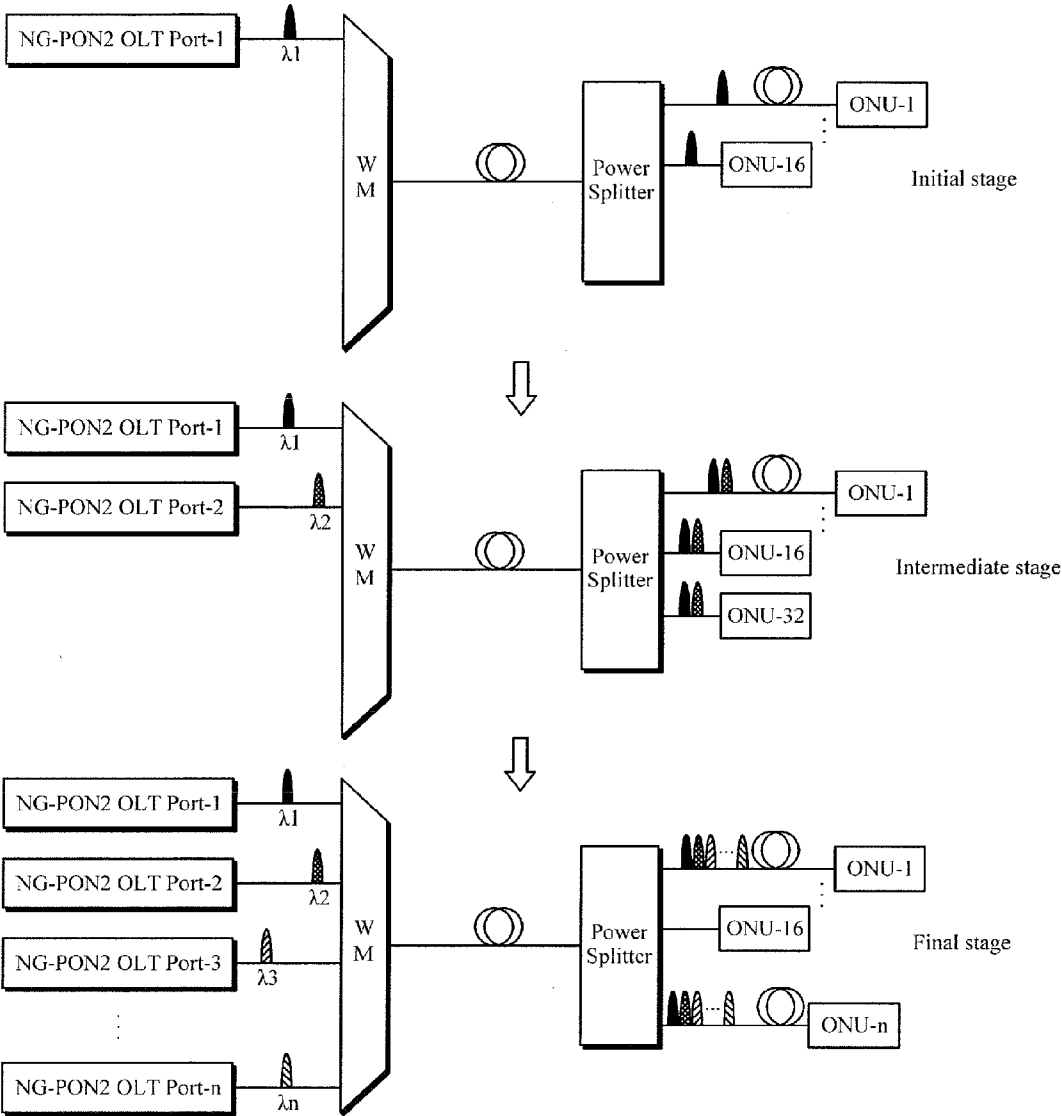 NG-PON2 OLT Port-1
λ1
W
M
Power
Splitter
ONU-1
ONU-16
Initial stage
NG-PON2 OLT Port-1
λ1
NG-PON2 OLT Port-2
λ2
W
M
Power
Splitter
ONU-1
ONU-16
ONU-32
Intermediate stage
NG-PON2 OLT Port-1
λ1
NG-PON2 OLT Port-2
λ2
NG-PON2 OLT Port-3
λ3
NG-PON2 OLT Port-n
λn
W
M
Power
Splitter
ONU-1
ONU-16
ONU-n
Final stage